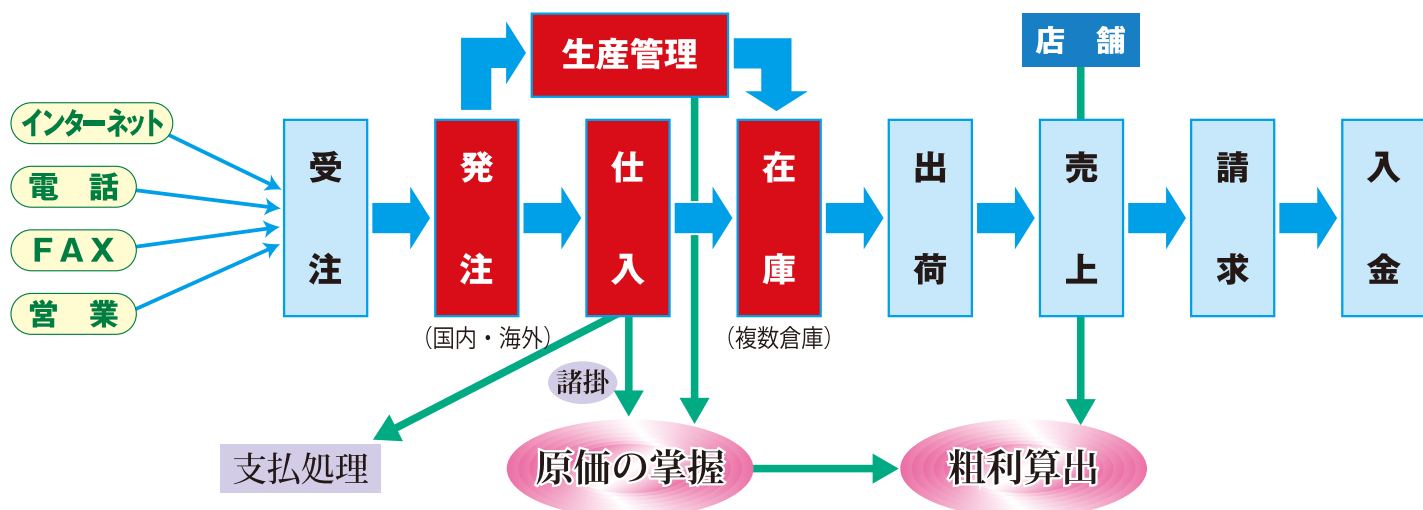 生産管理
店　舗
インターネット
電　話
FAX
営　業
受注
発注
仕入
在庫
出荷
売上
請求
入金
（国内・海外）
（複数倉庫）
諸掛
支払処理
原価の掌握
粗利算出